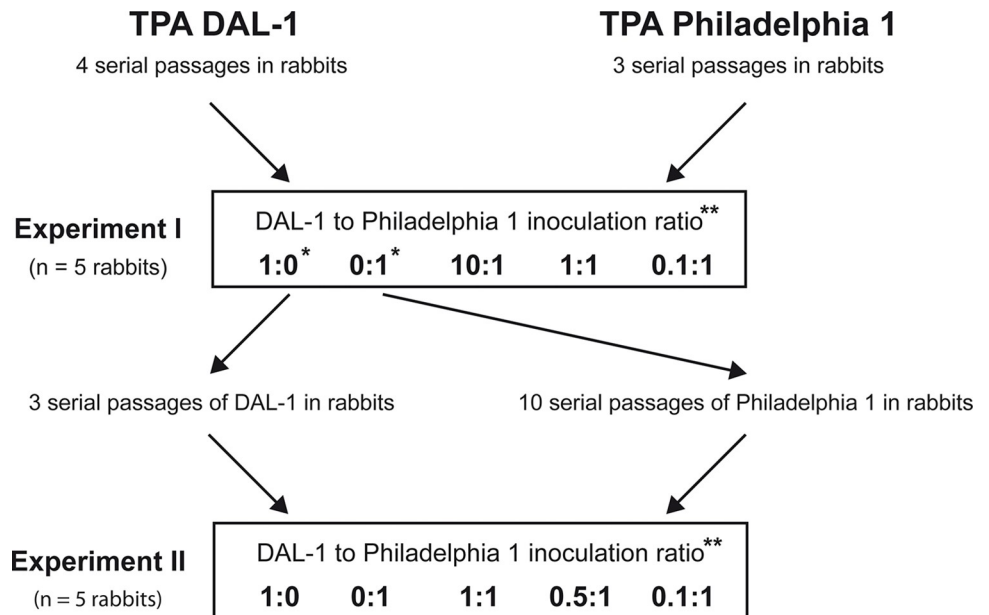 TPA DAL-1
TPA Philadelphia 1
4 serial passages in rabbits
3 serial passages in rabbits
Experiment I
(n = 5 rabbits)
DAL-1 to Philadelphia 1 inoculation ratio**
1:0* 0:1* 10:1 1:1 0.1:1
3 serial passages of DAL-1 in rabbits
10 serial passages of Philadelphia 1 in rabbits
Experiment II
(n = 5 rabbits)
DAL-1 to Philadelphia 1 inoculation ratio**
1:0 0:1 1:1 0.5:1 0.1:1